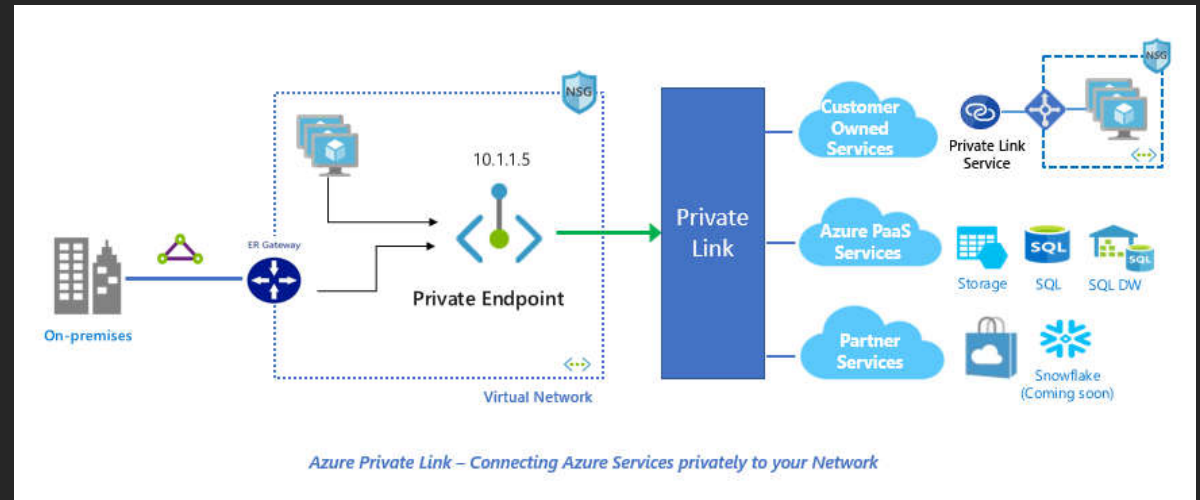 On-premises
ER Gateway
NSG
10.1.1.5
Private Endpoint
Virtual Network
Private
Link
Customer
Owned
Services
Private Link
Service
NSG
Azure PaaS
Services
Storage
SQL
SQL
SQL
SQL DW
Partner
Services
Snowflake
(Coming soon)
Azure Private Link – Connecting Azure Services privately to your Network